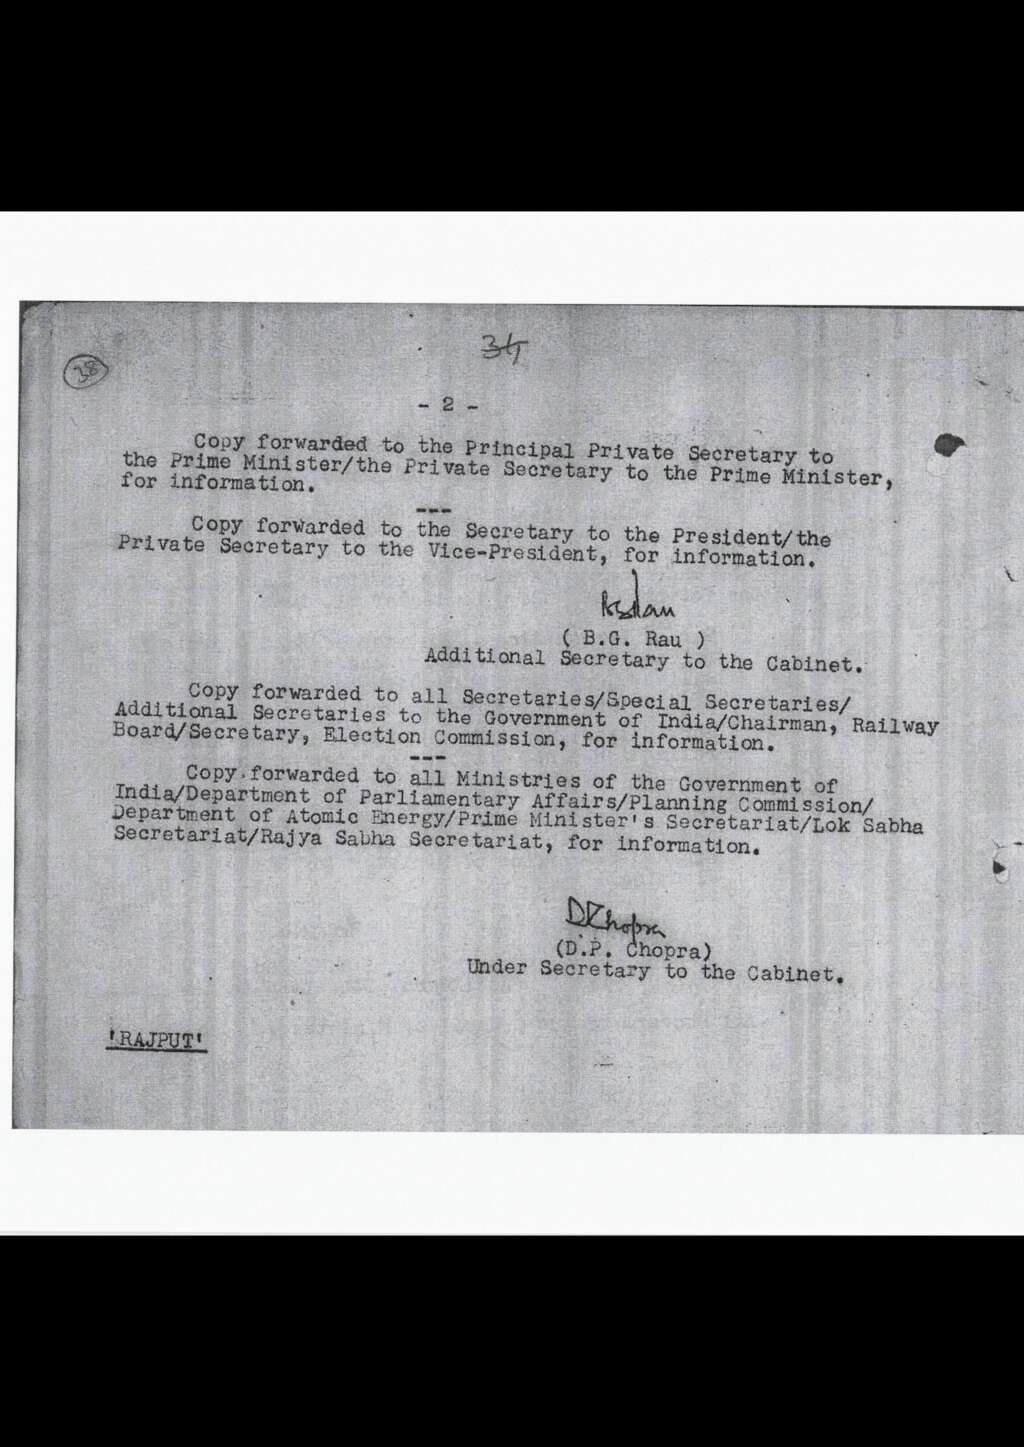 34
38
- 2 -
Copy forwarded to the Principal Private Secretary to
the Prime Minister/the Private Secretary to the Prime Minister,
for information.
---
Copy forwarded to the Secretary to the President/the
Private Secretary to the Vice-President, for information.
( B.G. Rau )
Additional Secretary to the Cabinet.
Copy forwarded to all Secretaries/Special Secretaries/
Additional Secretaries to the Government of India/Chairman, Railway
Board/Secretary, Election Commission, for information.
---
Copy forwarded to all Ministries of the Government of
India/Department of Parliamentary Affairs/Planning Commission/
Department of Atomic Energy/Prime Minister's Secretariat/Lok Sabha
Secretariat/Rajya Sabha Secretariat, for information.
DPChopra
(D.P. Chopra)
Under Secretary to the Cabinet.
'RAJPUT'